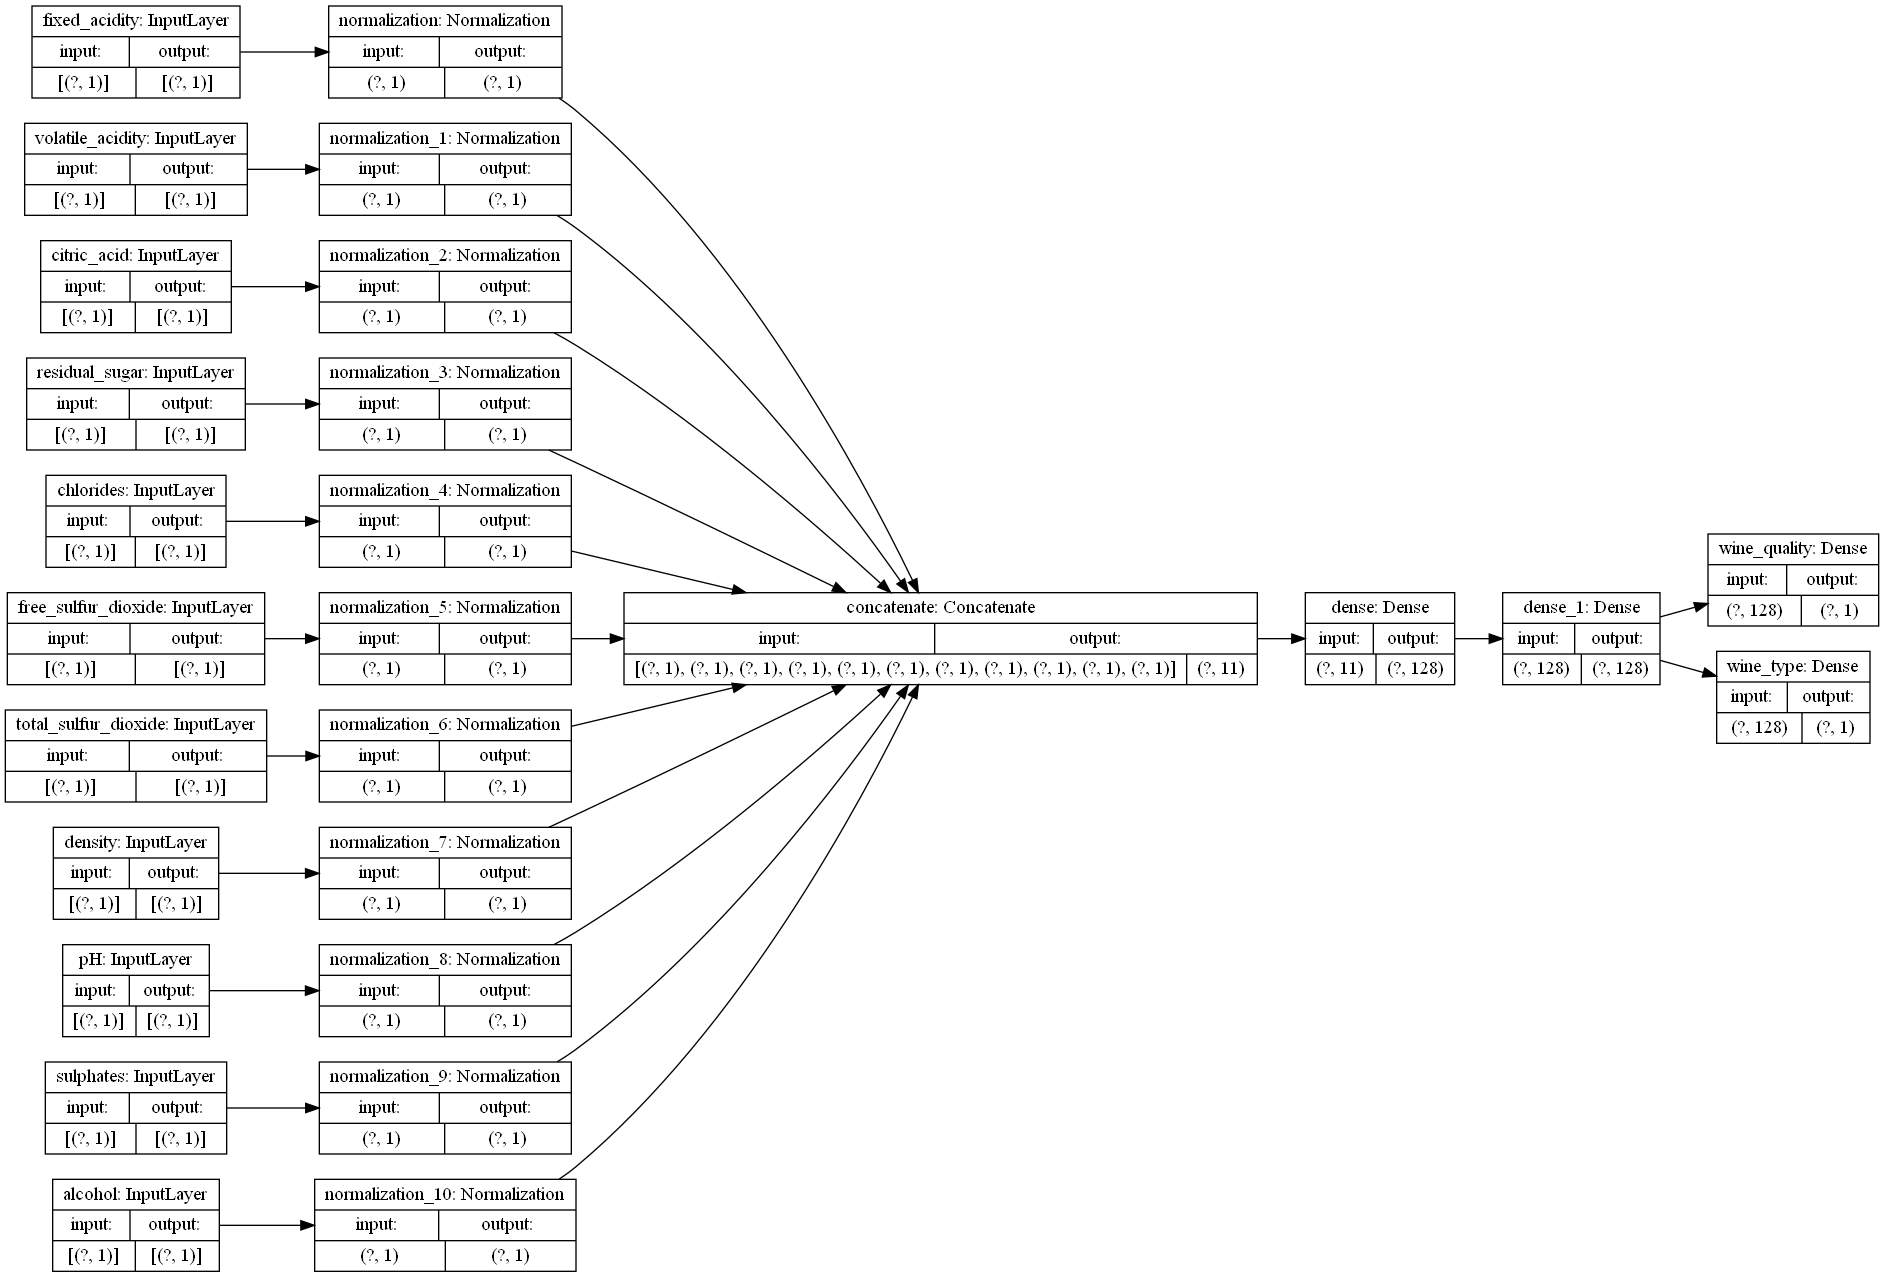 fixed_acidity: InputLayer
input: output:
[(?, 1)] [(?, 1)]
normalization: Normalization
input: output:
(?, 1) (?, 1)
volatile_acidity: InputLayer
input: output:
[(?, 1)] [(?, 1)]
normalization_1: Normalization
input: output:
(?, 1) (?, 1)
citric_acid: InputLayer
input: output:
[(?, 1)] [(?, 1)]
normalization_2: Normalization
input: output:
(?, 1) (?, 1)
residual_sugar: InputLayer
input: output:
[(?, 1)] [(?, 1)]
normalization_3: Normalization
input: output:
(?, 1) (?, 1)
chlorides: InputLayer
input: output:
[(?, 1)] [(?, 1)]
normalization_4: Normalization
input: output:
(?, 1) (?, 1)
free_sulfur_dioxide: InputLayer
input: output:
[(?, 1)] [(?, 1)]
normalization_5: Normalization
input: output:
(?, 1) (?, 1)
total_sulfur_dioxide: InputLayer
input: output:
[(?, 1)] [(?, 1)]
normalization_6: Normalization
input: output:
(?, 1) (?, 1)
density: InputLayer
input: output:
[(?, 1)] [(?, 1)]
normalization_7: Normalization
input: output:
(?, 1) (?, 1)
pH: InputLayer
input: output:
[(?, 1)] [(?, 1)]
normalization_8: Normalization
input: output:
(?, 1) (?, 1)
sulphates: InputLayer
input: output:
[(?, 1)] [(?, 1)]
normalization_9: Normalization
input: output:
(?, 1) (?, 1)
alcohol: InputLayer
input: output:
[(?, 1)] [(?, 1)]
normalization_10: Normalization
input: output:
(?, 1) (?, 1)
concatenate: Concatenate
input: output:
[(?, 1), (?, 1), (?, 1), (?, 1), (?, 1), (?, 1), (?, 1), (?, 1), (?, 1), (?, 1), (?, 1)] (?, 11)
dense: Dense
input: output:
(?, 11) (?, 128)
dense_1: Dense
input: output:
(?, 128) (?, 128)
wine_quality: Dense
input: output:
(?, 128) (?, 1)
wine_type: Dense
input: output:
(?, 128) (?, 1)